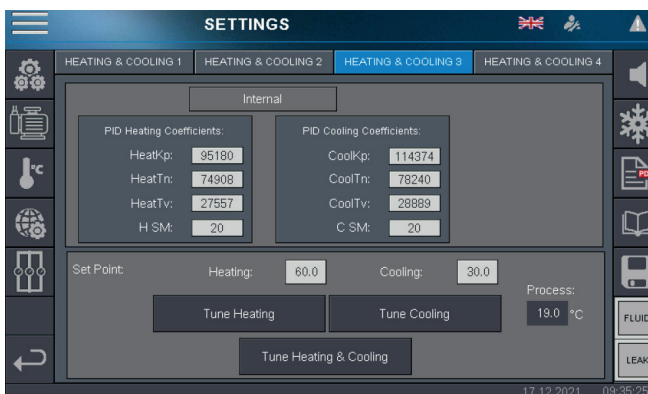 SETTINGS
HEATING & COOLING 1 HEATING & COOLING 2 HEATING & COOLING 3 HEATING & COOLING 4
Internal
PID Heating Coefficients: PID Cooling Coefficients:
HeatKp: 95180 CoolKp: 114374
HeatTn: 74908 CoolTn: 78240
HeatTv: 27557 CoolTv: 28889
H SM: 20 C SM: 20
Set Point: Heating: 60.0 Cooling: 30.0
Process:
Tune Heating Tune Cooling 19.0 °C
Tune Heating & Cooling
°C
PD
FLUID
LEAK
17.12.2021 09:35:25